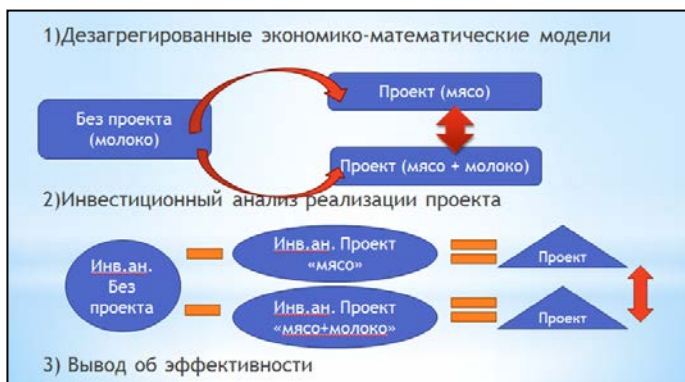 1)Дезагрегированные экономико-математические модели
Без проекта
(молоко)
Проект (мясо)
Проект (мясо + молоко)
2)Инвестиционный анализ реализации проекта
Инв.ан.
Без
проекта
Инв.ан. Проект
«мясо»
Проект
Инв.ан. Проект
«мясо+молоко»
Проект
3) Вывод об эффективности